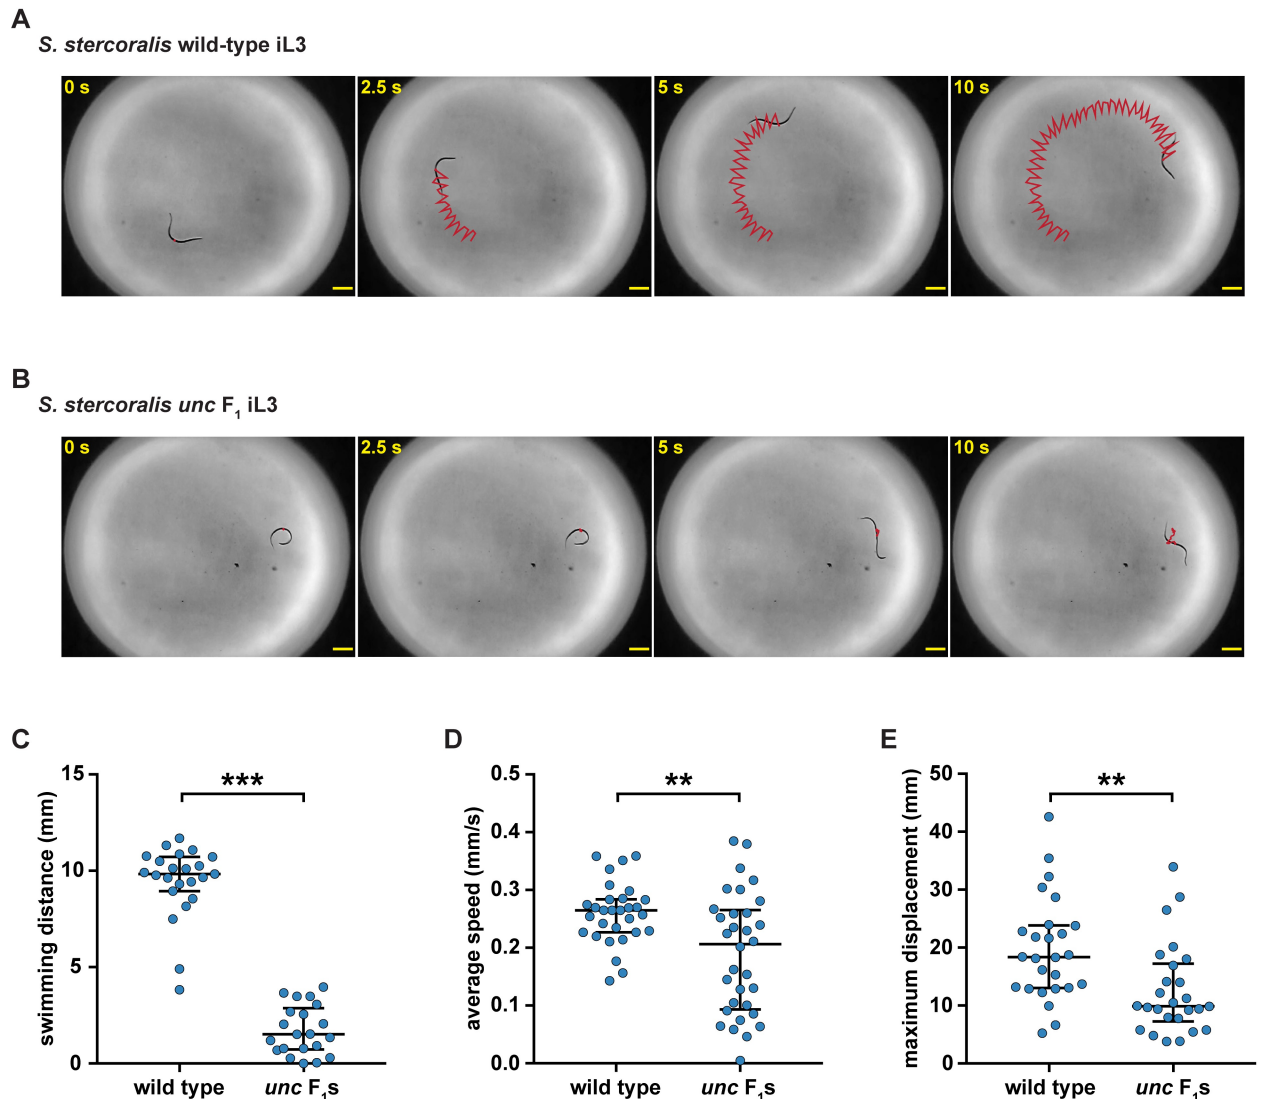 A
S. stercoralis wild-type iL3
0 s
2.5 s
5 s
10 s
B
S. stercoralis unc F1 iL3
0 s
2.5 s
5 s
10 s
C
swimming distance (mm)
15
10
5
0
***
wild type
unc F1s
D
average speed (mm/s)
0.5
0.4
0.3
0.2
0.1
0.0
**
wild type
unc F1s
E
maximum displacement (mm)
50
40
30
20
10
0
**
wild type
unc F1s